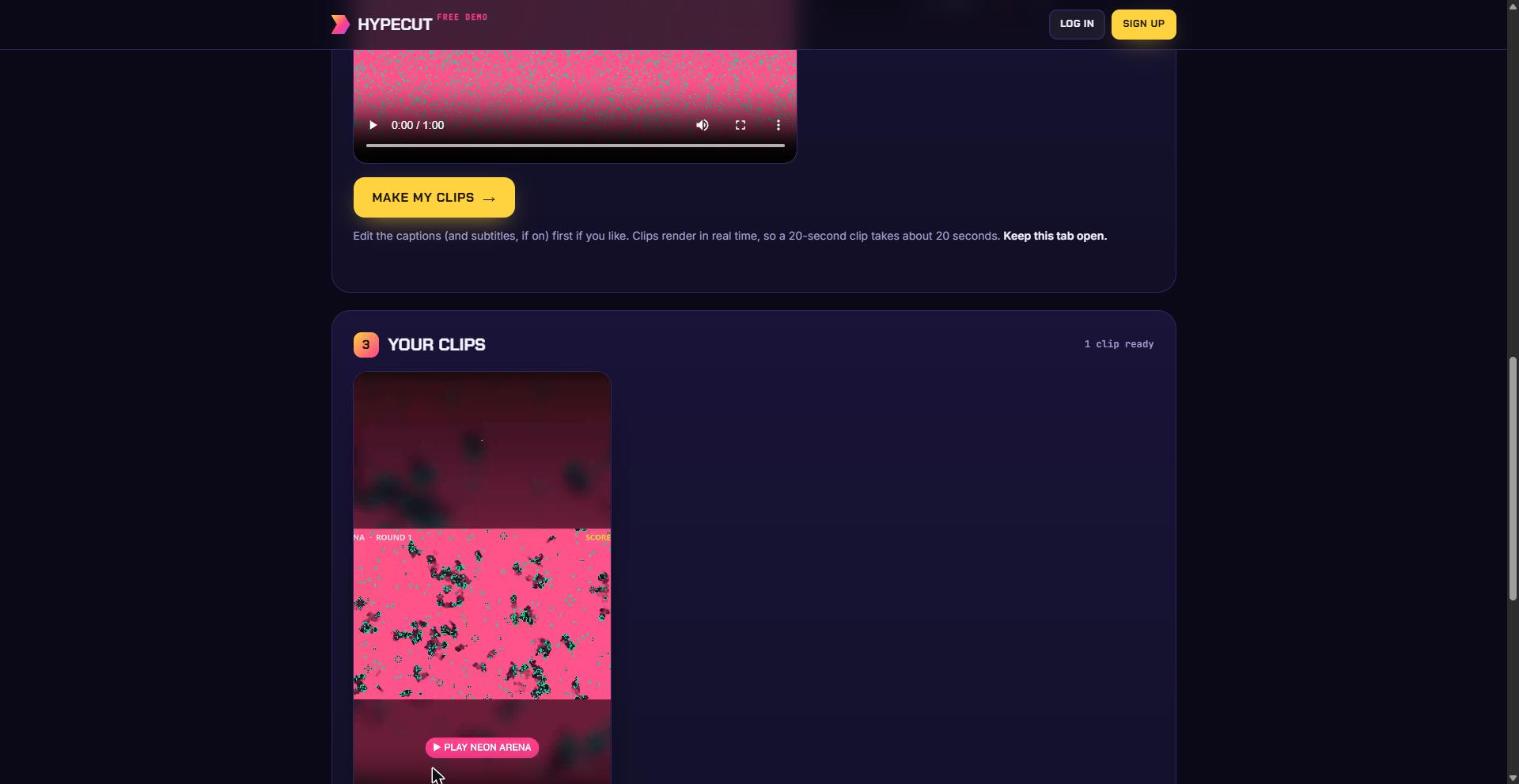 HYPECUT FREE DEMO
LOG IN
SIGN UP
0:00 / 1:00
MAKE MY CLIPS →
Edit the captions (and subtitles, if on) first if you like. Clips render in real time, so a 20-second clip takes about 20 seconds. Keep this tab open.
3 YOUR CLIPS
1 clip ready
NA · ROUND 1
SCORE
▶ PLAY NEON ARENA